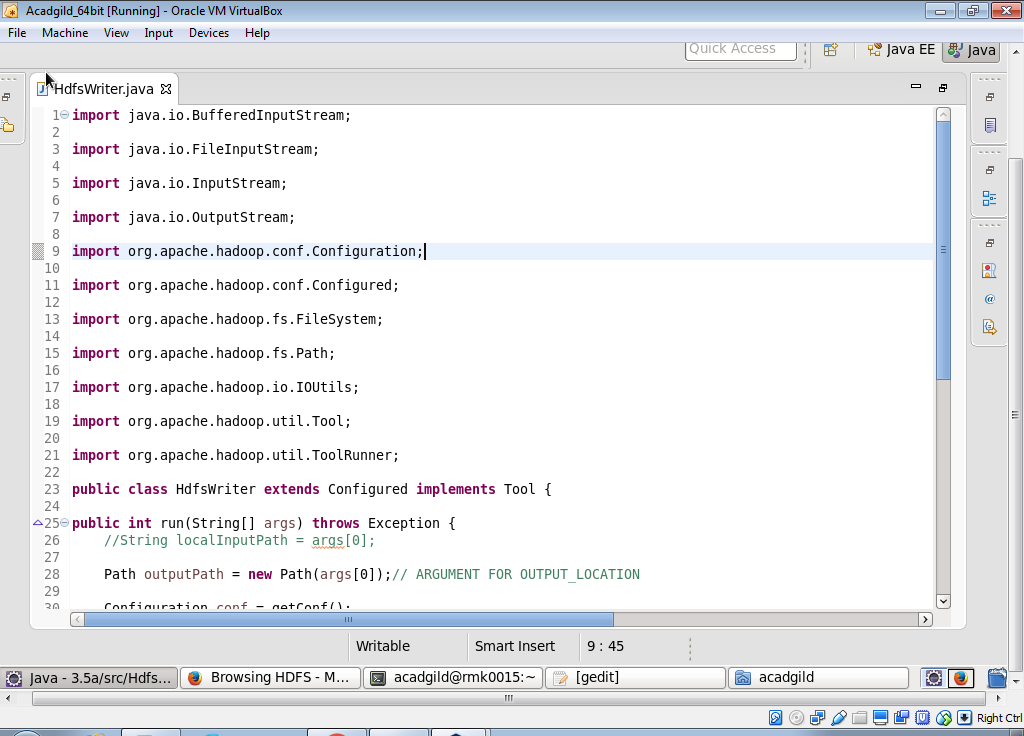 Acadgild_64bit [Running] - Oracle VM VirtualBox
File Machine View Input Devices Help
Quick Access Java EE Java
HdfsWriter.java
1 import java.io.BufferedInputStream;
2
3 import java.io.FileInputStream;
4
5 import java.io.InputStream;
6
7 import java.io.OutputStream;
8
9 import org.apache.hadoop.conf.Configuration;
10
11 import org.apache.hadoop.conf.Configured;
12
13 import org.apache.hadoop.fs.FileSystem;
14
15 import org.apache.hadoop.fs.Path;
16
17 import org.apache.hadoop.io.IOUtils;
18
19 import org.apache.hadoop.util.Tool;
20
21 import org.apache.hadoop.util.ToolRunner;
22
23 public class HdfsWriter extends Configured implements Tool {
24
25 public int run(String[] args) throws Exception {
26 //String localInputPath = args[0];
27
28 Path outputPath = new Path(args[0]);// ARGUMENT FOR OUTPUT_LOCATION
29
30 Configuration conf = getConf();
Writable Smart Insert 9 : 45
Java - 3.5a/src/Hdfs... Browsing HDFS - M... acadgild@rmk0015:~ [gedit] acadgild
Right Ctrl